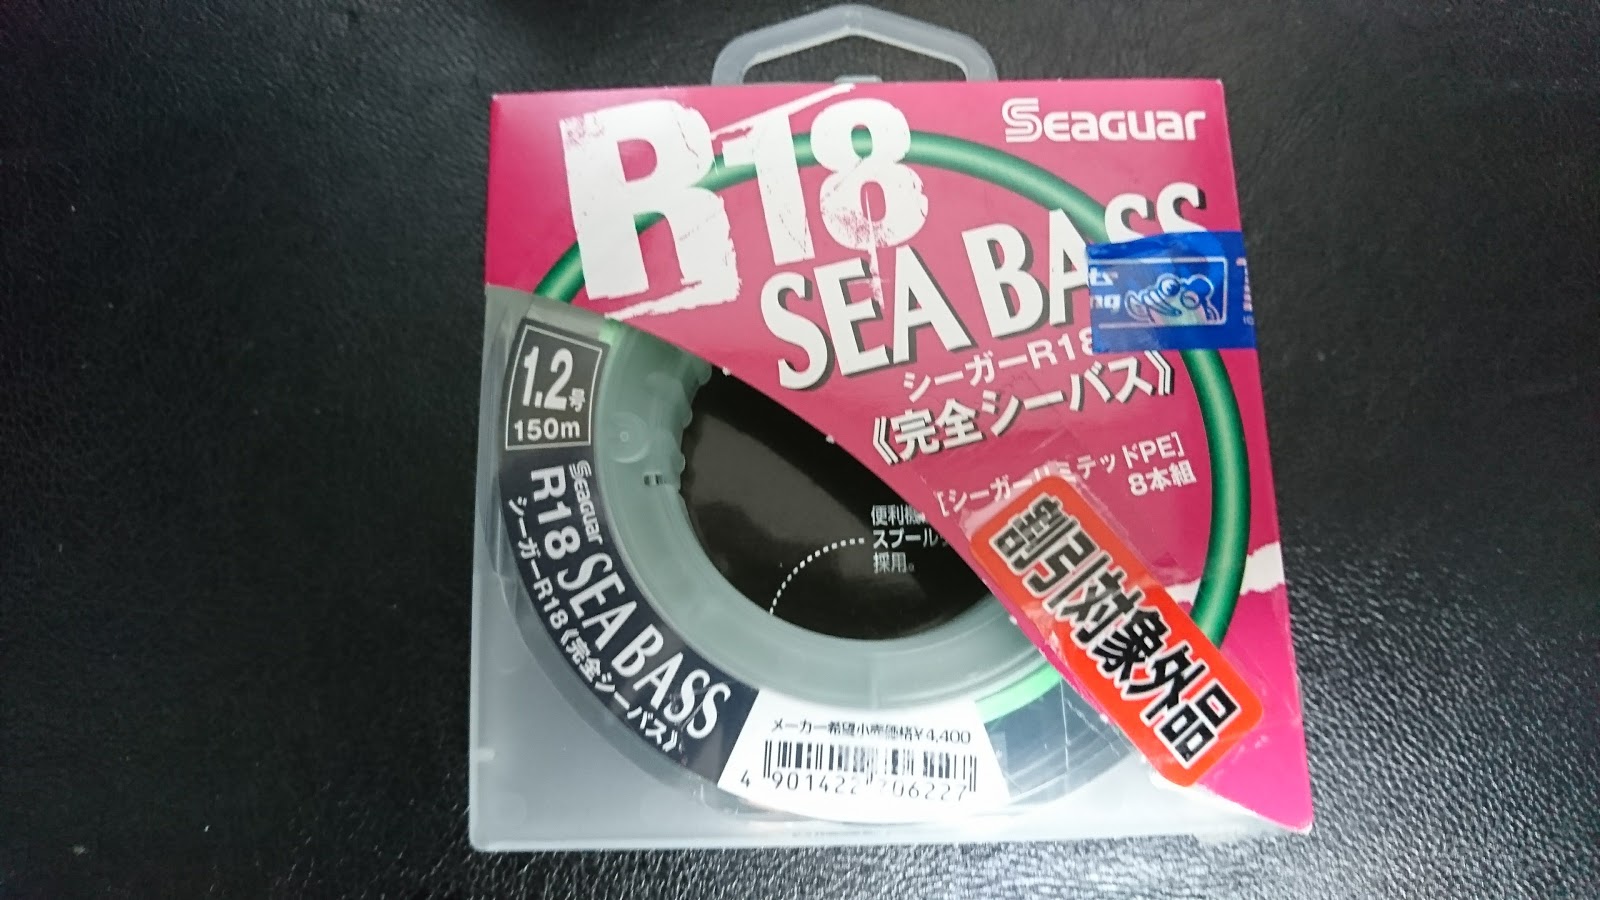 R18
SEAGUAR
SEA BASS
シーガーR18
《完全シーバス》
[シーガーリミテッドPE]
8本組
割引対象外品
1.2号
150m
SEAGUAR
R18 SEA BASS
シーガーR18《完全シーバス》
便利
スプール
採用。
メーカー希望小売価格¥4,400
4 901422 706227